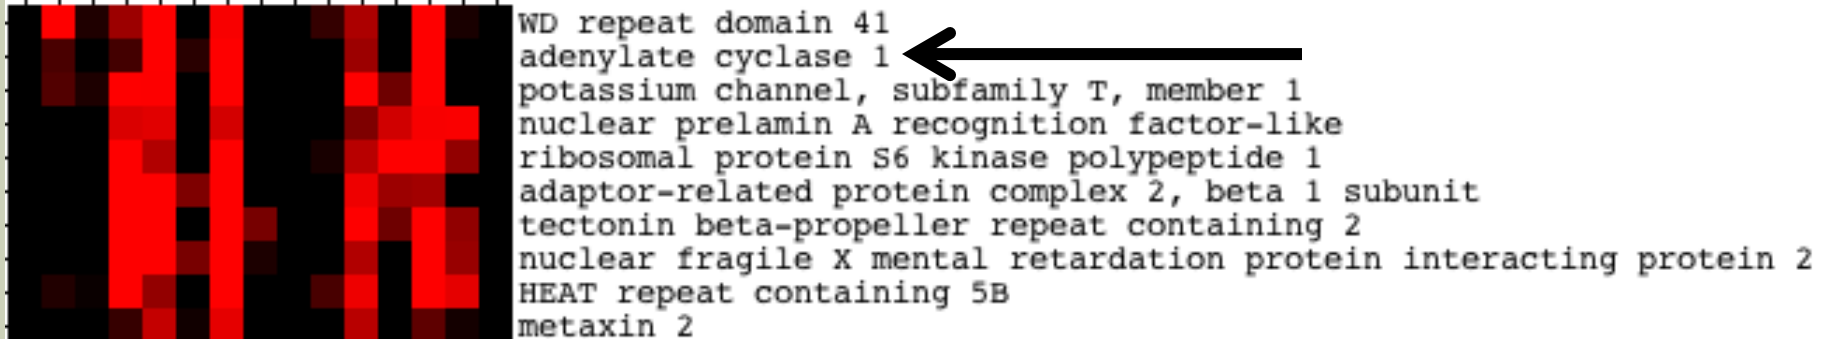 WD repeat domain 41
adenylate cyclase 1
potassium channel, subfamily T, member 1
nuclear prelamin A recognition factor-like
ribosomal protein S6 kinase polypeptide 1
adaptor-related protein complex 2, beta 1 subunit
tectonin beta-propeller repeat containing 2
nuclear fragile X mental retardation protein interacting protein 2
HEAT repeat containing 5B
metaxin 2